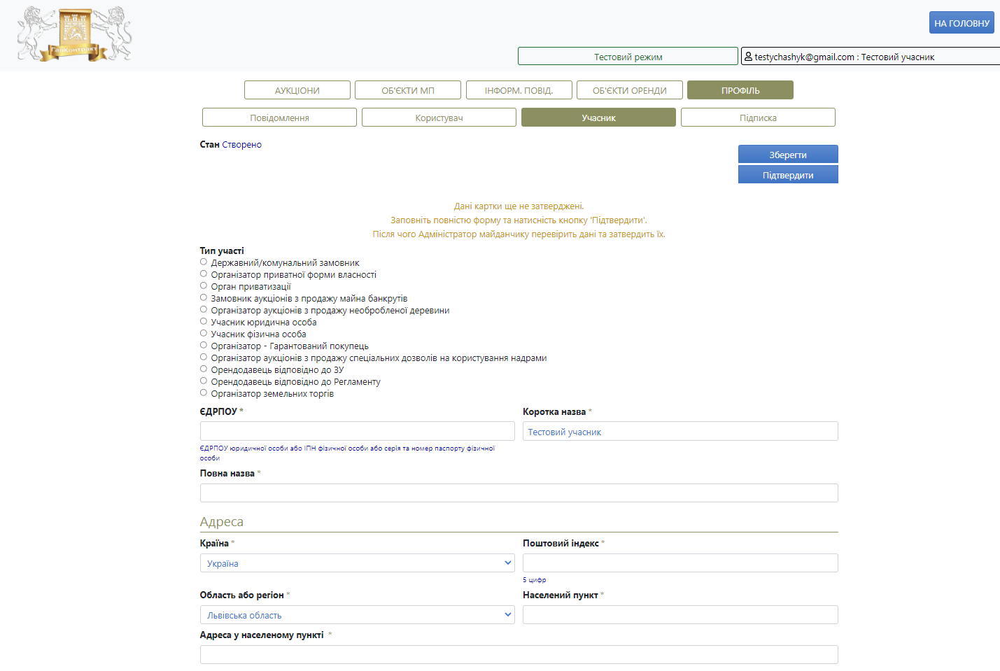 ГалКонтракт
НА ГОЛОВНУ
Тестовий режим
testychashyk@gmail.com : Тестовий учасник
АУКЦІОНИ
ОБ'ЄКТИ МП
ІНФОРМ. ПОВІД.
ОБ'ЄКТИ ОРЕНДИ
ПРОФІЛЬ
Повідомлення
Користувач
Учасник
Підписка
Стан Створено
Зберегти
Підтвердити
Дані картки ще не затверджені.
Заповніть повністю форму та натисність кнопку 'Підтвердити'.
Після чого Адміністратор майданчику перевірить дані та затвердить їх.
Тип участі
Державний/комунальний замовник
Організатор приватної форми власності
Орган приватизації
Замовник аукціонів з продажу майна банкрутів
Організатор аукціонів з продажу необробленої деревини
Учасник юридична особа
Учасник фізична особа
Організатор - Гарантований покупець
Організатор аукціонів з продажу спеціальних дозволів на користування надрами
Орендодавець відповідно до ЗУ
Орендодавець відповідно до Регламенту
Організатор земельних торгів
ЄДРПОУ *
Коротка назва *
Тестовий учасник
ЄДРПОУ юридичної особи або ІПН фізичної особи або серія та номер паспорту фізичної
особи
Повна назва *
Адреса
Країна *
Поштовий індекс *
Україна
5 цифр
Область або регіон *
Населений пункт *
Львівська область
Адреса у населеному пункті *